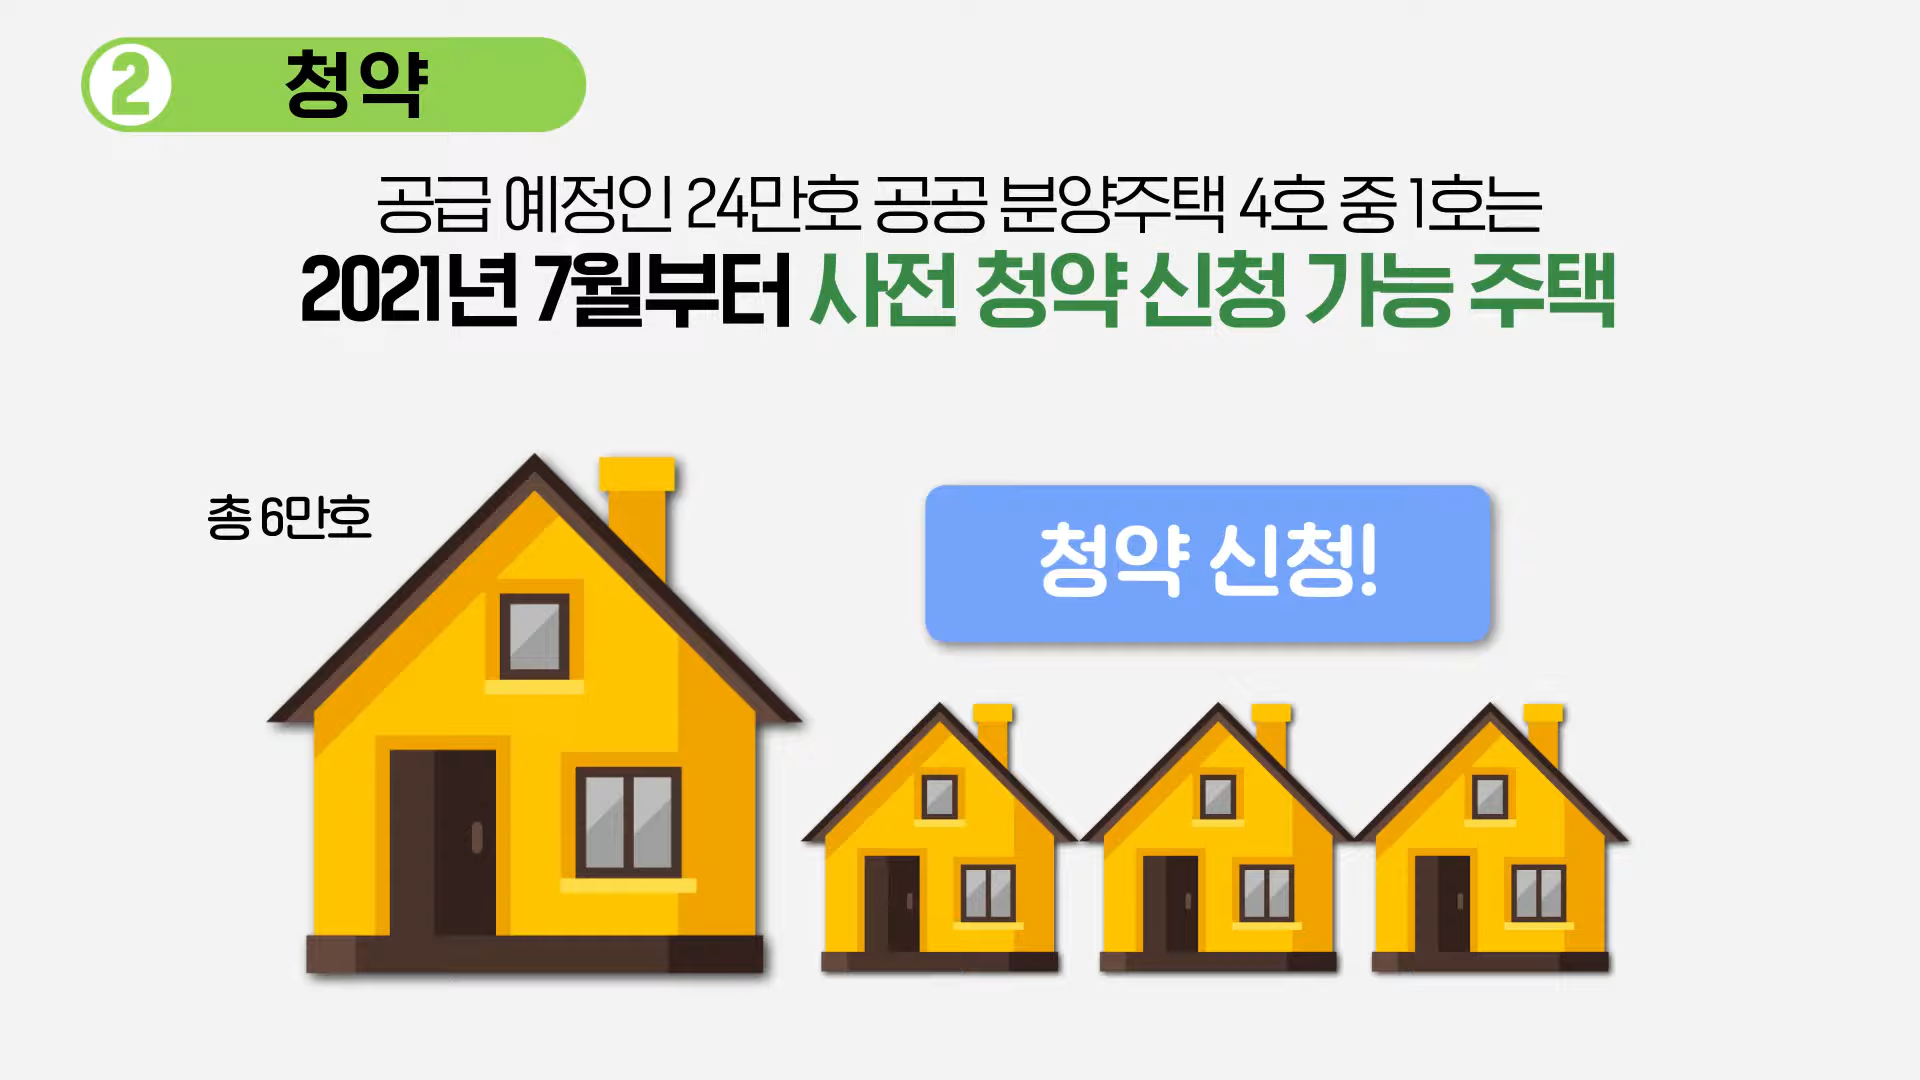 2 청약
공급 예정인 24만호 공공 분양주택 4호 중 1호는
2021년 7월부터 사전 청약 신청 가능 주택
총 6만호
청약 신청!